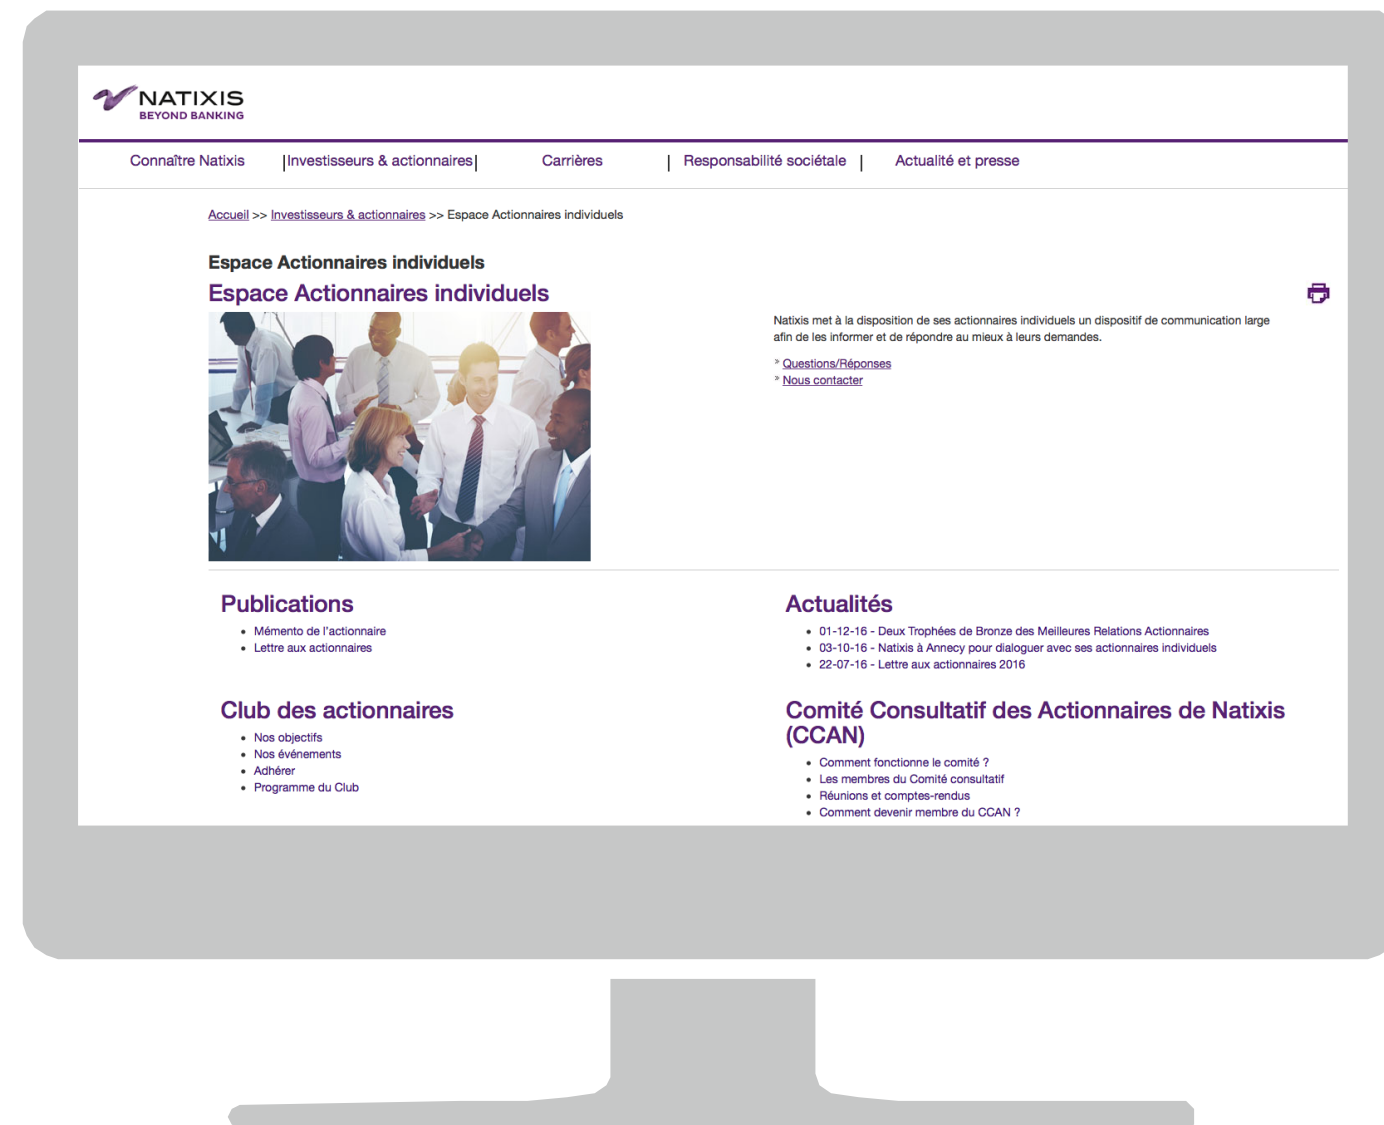 NATIXIS
BEYOND BANKING
Connaître Natixis | Investisseurs & actionnaires | Carrières | Responsabilité sociétale | Actualité et presse
Accueil >> Investisseurs & actionnaires >> Espace Actionnaires individuels
Espace Actionnaires individuels
Espace Actionnaires individuels
Natixis met à la disposition de ses actionnaires individuels un dispositif de communication large
afin de les informer et de répondre au mieux à leurs demandes.
» Questions/Réponses
» Nous contacter
Publications
• Mémento de l'actionnaire
• Lettre aux actionnaires
Actualités
• 01-12-16 - Deux Trophées de Bronze des Meilleures Relations Actionnaires
• 03-10-16 - Natixis à Annecy pour dialoguer avec ses actionnaires individuels
• 22-07-16 - Lettre aux actionnaires 2016
Club des actionnaires
• Nos objectifs
• Nos événements
• Adhérer
• Programme du Club
Comité Consultatif des Actionnaires de Natixis
(CCAN)
• Comment fonctionne le comité ?
• Les membres du Comité consultatif
• Réunions et comptes-rendus
• Comment devenir membre du CCAN ?